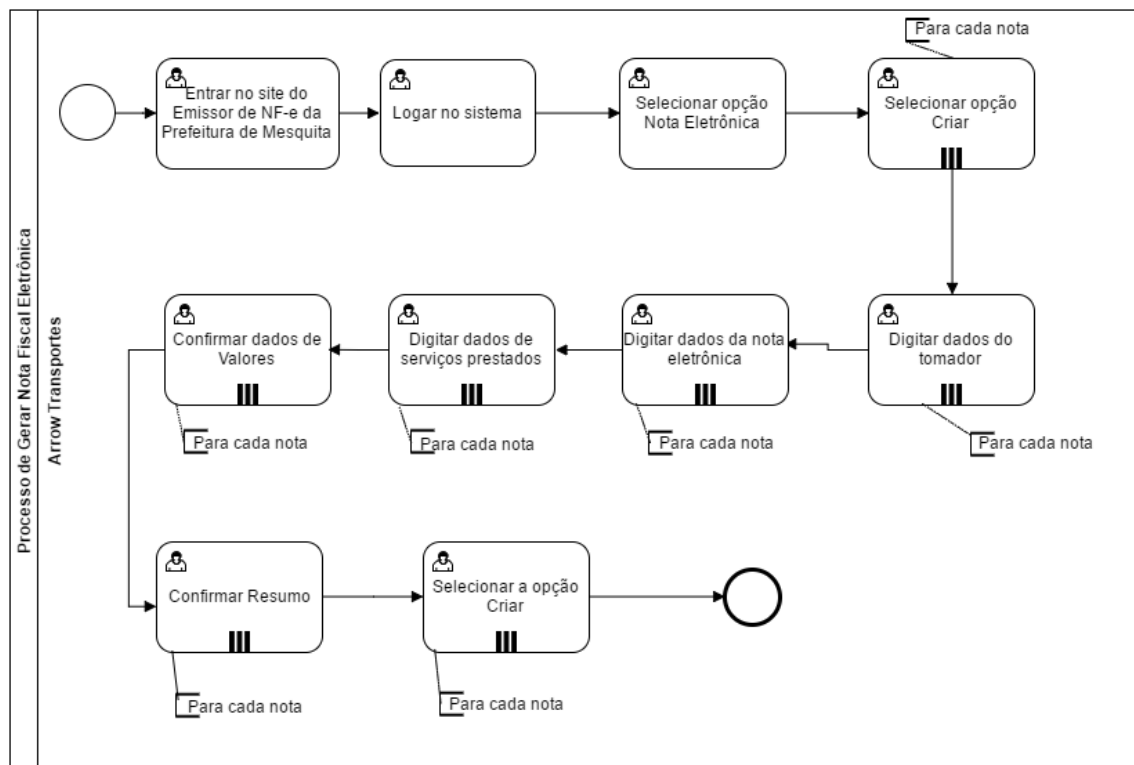 Processo de Gerar Nota Fiscal Eletrônica
Arrow Transportes
Para cada nota
Entrar no site do
Emissor de NF-e da
Prefeitura de Mesquita
Logar no sistema
Selecionar opção
Nota Eletrônica
Selecionar opção
Criar
Digitar dados do
tomador
Para cada nota
Digitar dados da nota
eletrônica
Para cada nota
Digitar dados de
serviços prestados
Para cada nota
Confirmar dados de
Valores
Para cada nota
Confirmar Resumo
Para cada nota
Selecionar a opção
Criar
Para cada nota